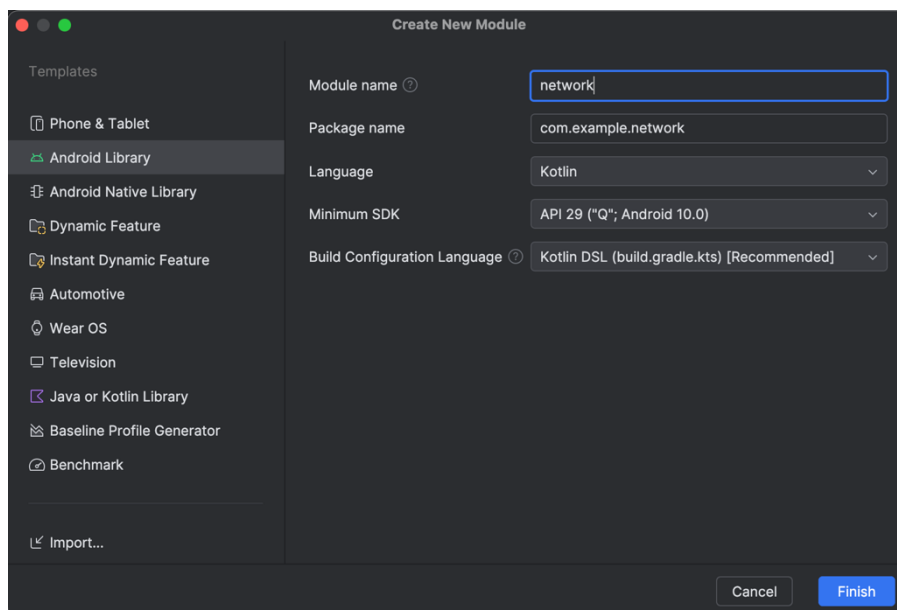 Create New Module
Templates
Phone & Tablet
Android Library
Android Native Library
Dynamic Feature
Instant Dynamic Feature
Automotive
Wear OS
Television
Java or Kotlin Library
Baseline Profile Generator
Benchmark
Import...
Module name ?
network
Package name
com.example.network
Language
Kotlin
Minimum SDK
API 29 ("Q"; Android 10.0)
Build Configuration Language ?
Kotlin DSL (build.gradle.kts) [Recommended]
Cancel
Finish